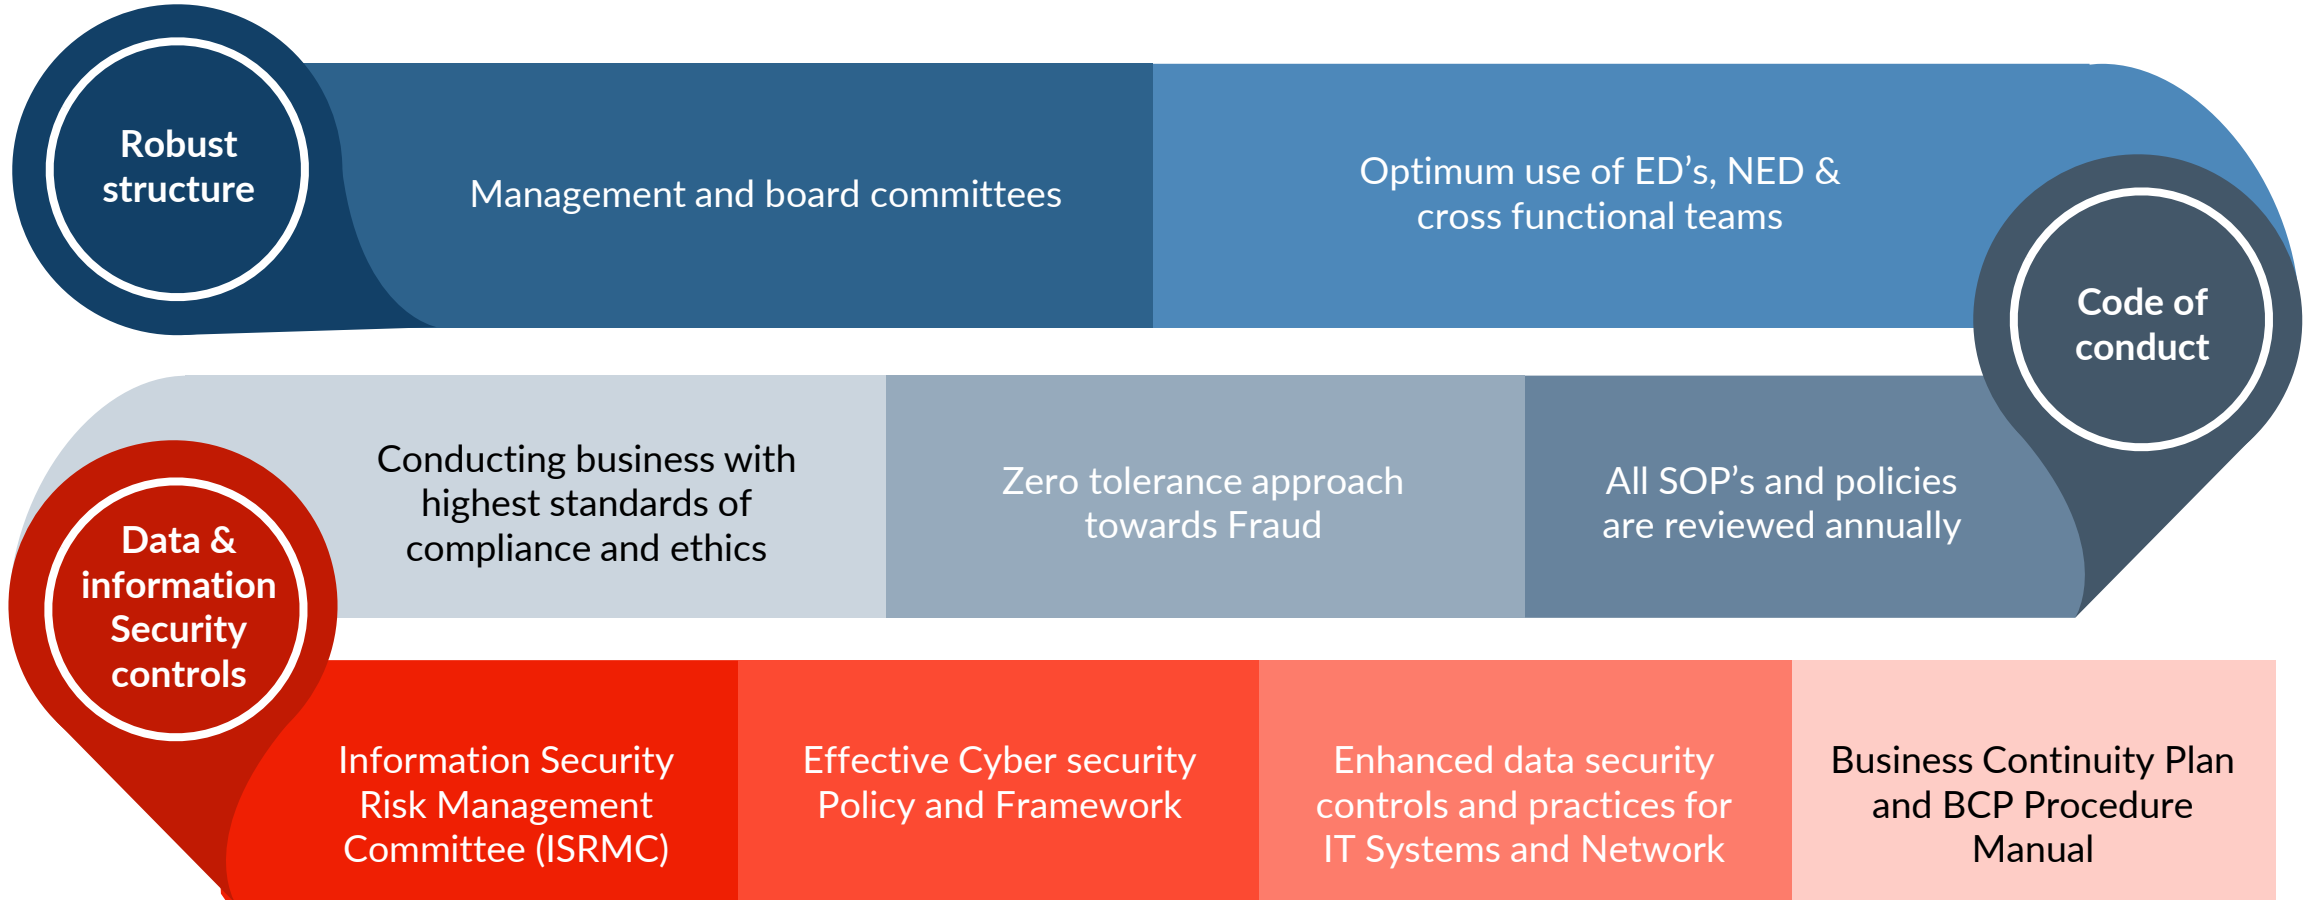 Robust
structure
Management and board committees
Optimum use of ED’s, NED &
cross functional teams
Code of
conduct
Conducting business with
highest standards of
compliance and ethics
Zero tolerance approach
towards Fraud
All SOP’s and policies
are reviewed annually
Data &
information
Security
controls
Information Security
Risk Management
Committee (ISRMC)
Effective Cyber security
Policy and Framework
Enhanced data security
controls and practices for
IT Systems and Network
Business Continuity Plan
and BCP Procedure
Manual